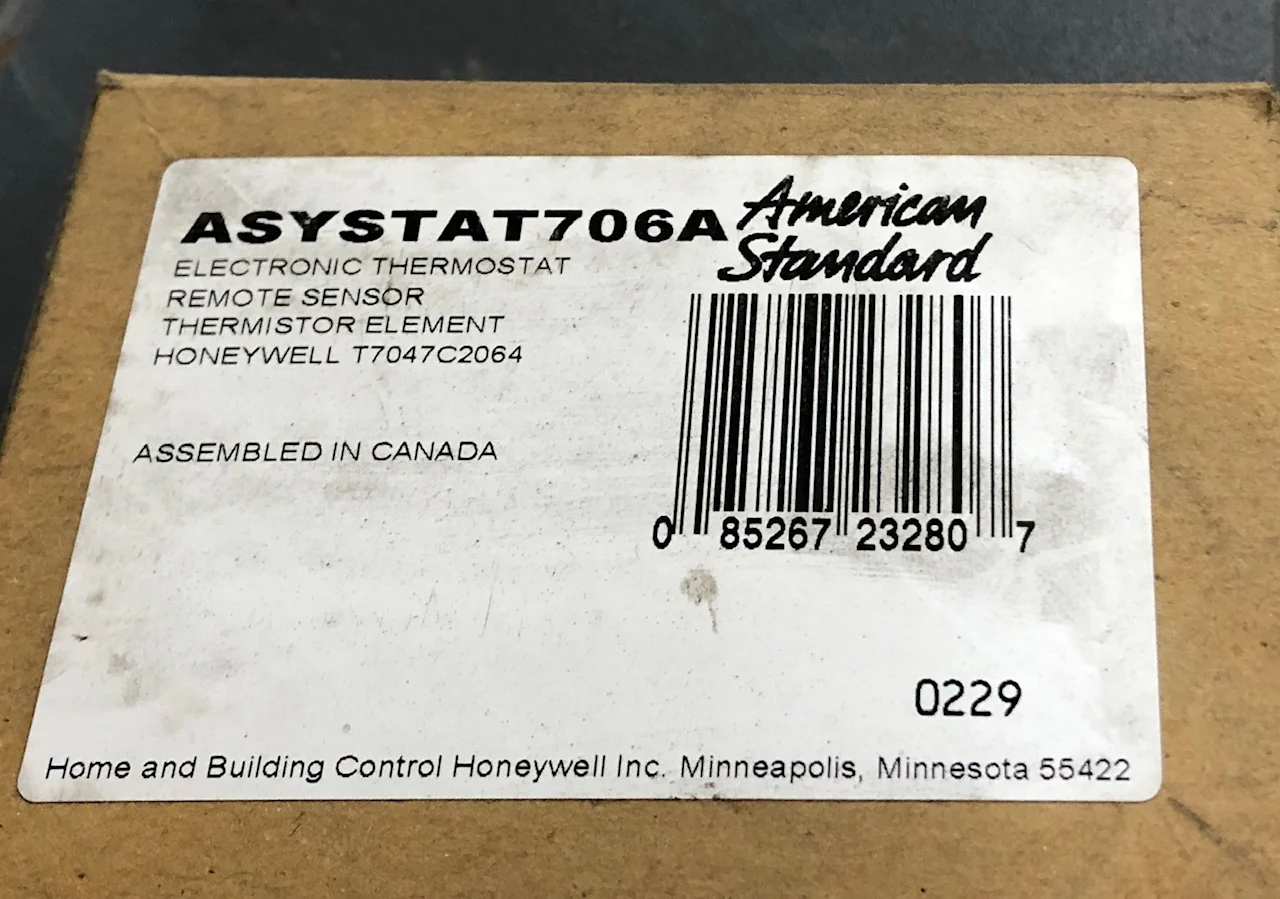 ASYSTAT706A
American
Standard
ELECTRONIC THERMOSTAT
REMOTE SENSOR
THERMISTOR ELEMENT
HONEYWELL T7047C2064
ASSEMBLED IN CANADA
0 85267 23280 7
0229
Home and Building Control Honeywell Inc. Minneapolis, Minnesota 55422